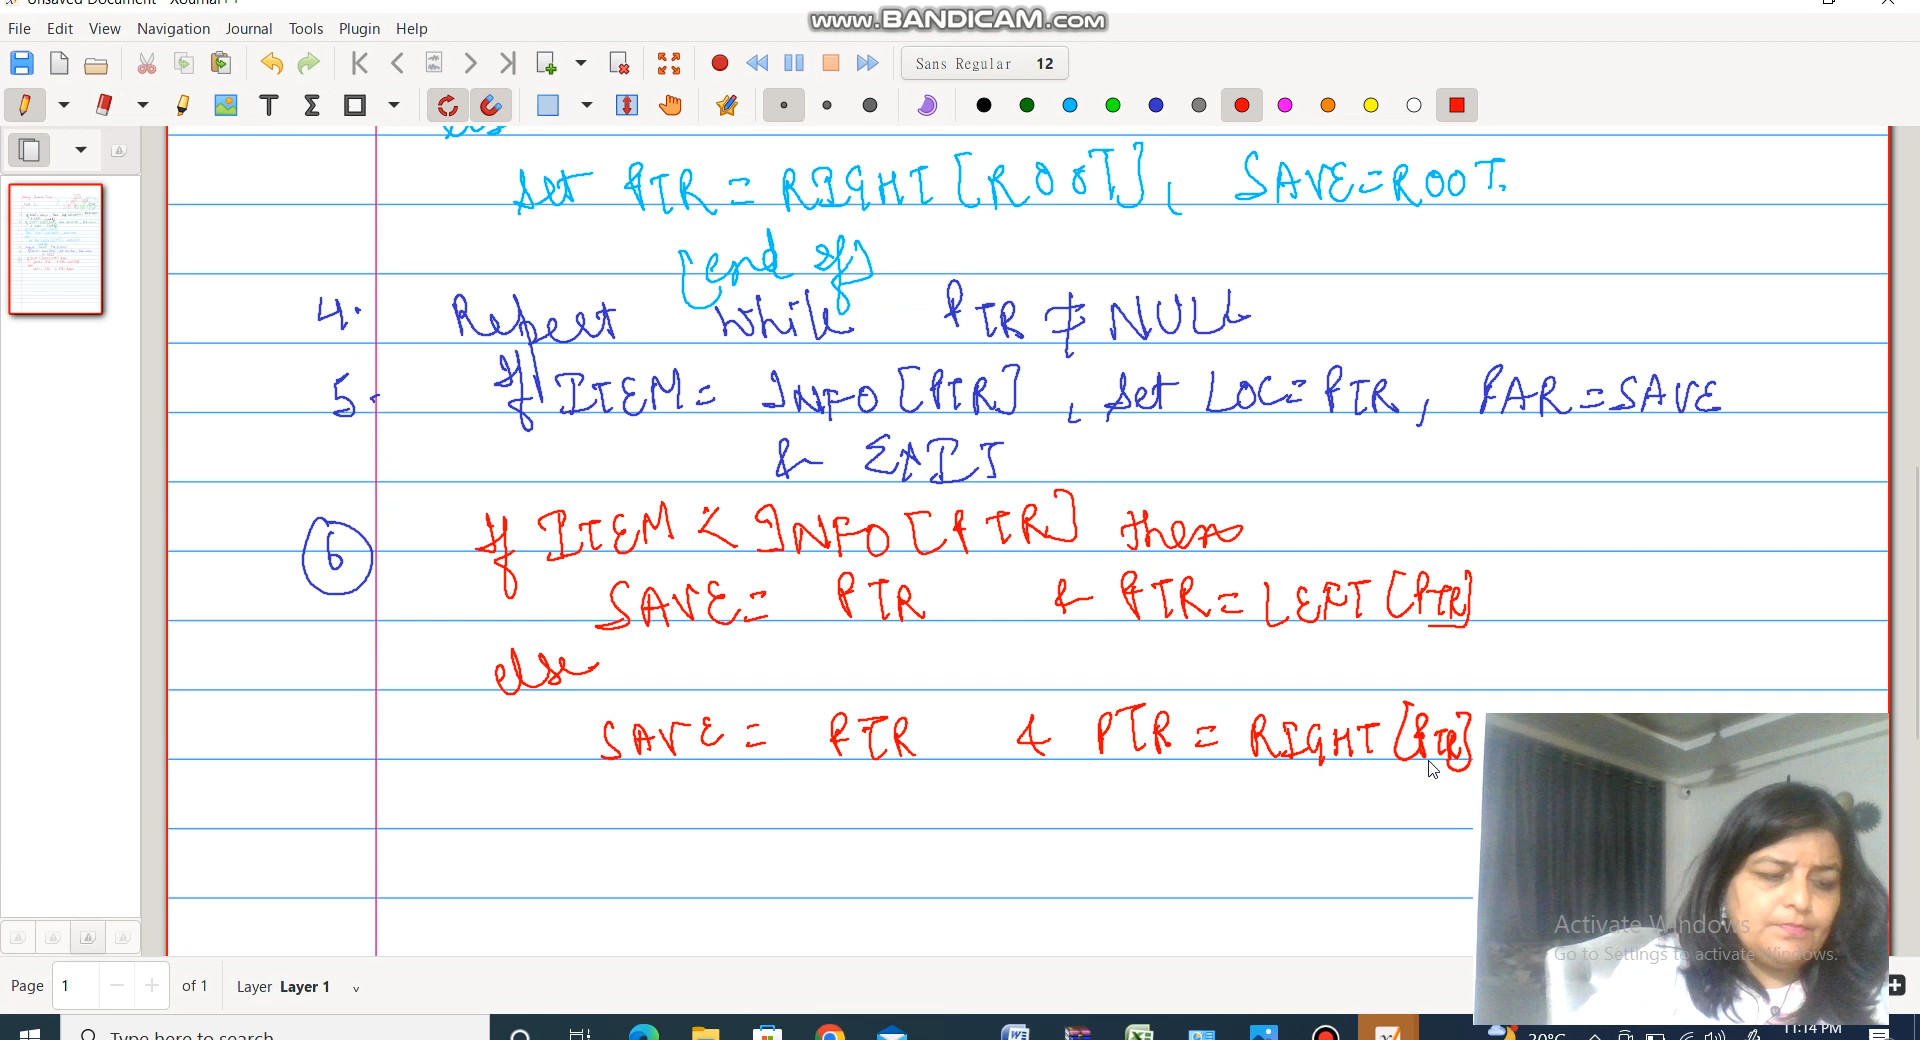 Unsaved Document - Xournal++
WWW.BANDICAM.COM
File Edit View Navigation Journal Tools Plugin Help
Sans Regular 12
set PTR = RIGHT [ROOT], SAVE=ROOT.
[end if]
4. Repeat while PTR ≠ NULL
5. If ITEM = INFO [PTR], set LOC= PTR, PAR = SAVE
& EXIT
6 If ITEM < INFO [PTR] then
SAVE = PTR & PTR = LEFT [PTR]
else
SAVE = PTR & PTR = RIGHT [PTR]
Activate Windows
Go to Settings to activate Windows.
Page 1 of 1 Layer Layer 1
Type here to search
20°C
11:14 PM